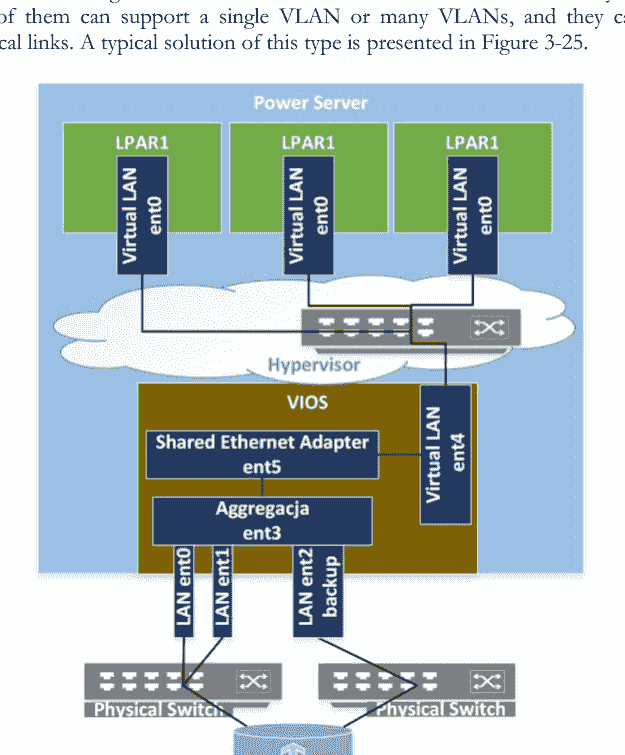 of them can support a single VLAN or many VLANs, and they ca
cal links. A typical solution of this type is presented in Figure 3-25.
Power Server
LPAR1
LPAR1
LPAR1
Virtual LAN
ent0
Virtual LAN
ent0
Virtual LAN
ent0
Hypervisor
VIOS
Shared Ethernet Adapter
ent5
Virtual LAN
ent4
Aggregacja
ent3
LAN ent0
LAN ent1
LAN ent2
backup
Physical Switch
Physical Switch